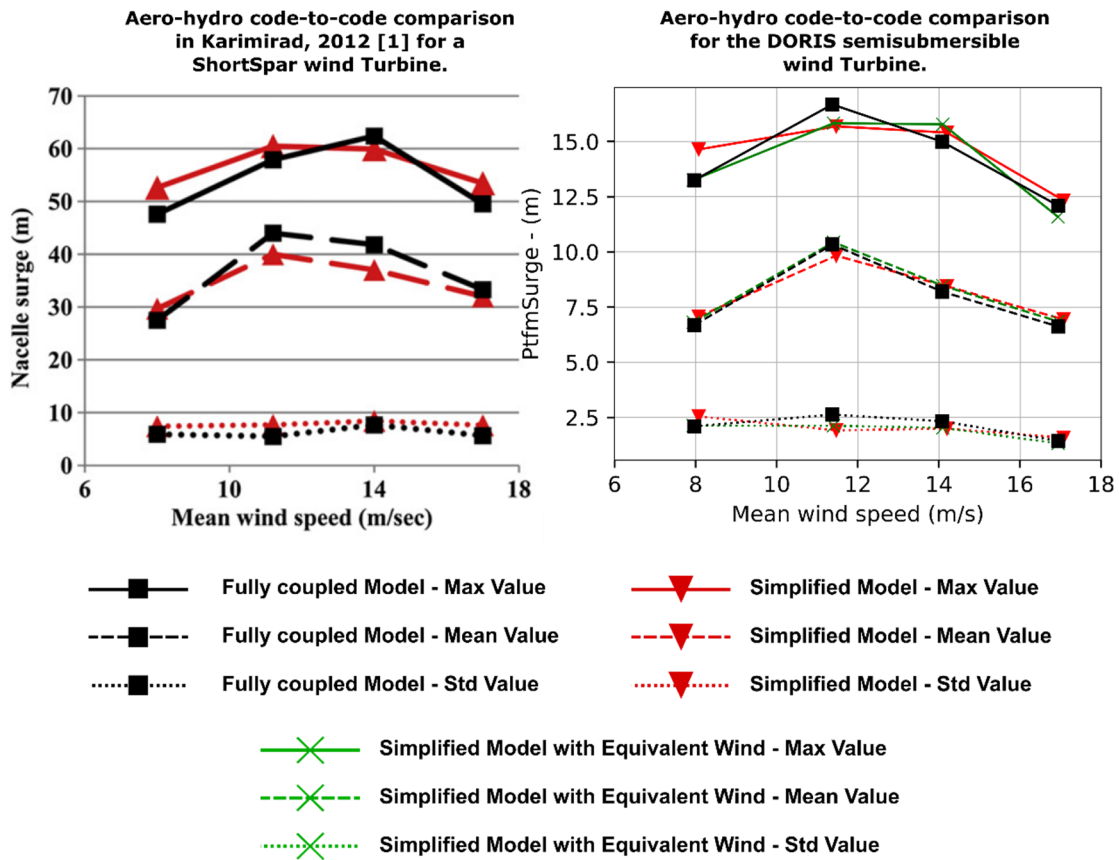 Aero-hydro code-to-code comparison
in Karimirad, 2012 [1] for a
ShortSpar wind Turbine.
70
60
50
40
30
20
10
0
Nacelle surge (m)
6
10
14
18
Mean wind speed (m/sec)
Aero-hydro code-to-code comparison
for the DORIS semisubmersible
wind Turbine.
15.0
12.5
10.0
7.5
5.0
2.5
PtfmSurge - (m)
6
8
10
12
14
16
18
Mean wind speed (m/s)
Fully coupled Model - Max Value
Fully coupled Model - Mean Value
Fully coupled Model - Std Value
Simplified Model - Max Value
Simplified Model - Mean Value
Simplified Model - Std Value
Simplified Model with Equivalent Wind - Max Value
Simplified Model with Equivalent Wind - Mean Value
Simplified Model with Equivalent Wind - Std Value